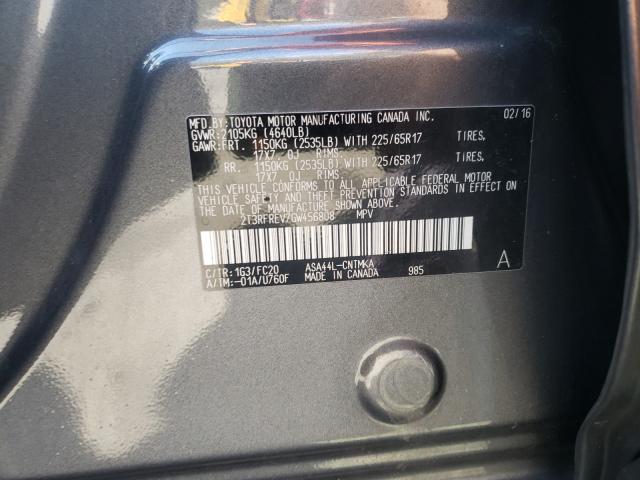 MFD.BY:TOYOTA MOTOR MANUFACTURING CANADA INC. 02/16
GVWR:2105KG (4640LB)
GAWR:FRT. 1150KG (2535LB) WITH 225/65R17 TIRES,
17X7. 0J RIMS
RR. 1150KG (2535LB) WITH 225/65R17 TIRES,
17X7. 0J RIMS
THIS VEHICLE CONFORMS TO ALL APPLICABLE FEDERAL MOTOR
VEHICLE SAFETY, BUMPER, AND THEFT PREVENTION STANDARDS IN EFFECT
ON THE DATE OF MANUFACTURE SHOWN ABOVE.
2T3RFREV7GW456808 MPV
C/TR:1G3/FC20 ASA44L-CNTMKA
A/TM:-01A/U760F MADE IN CANADA 985
A